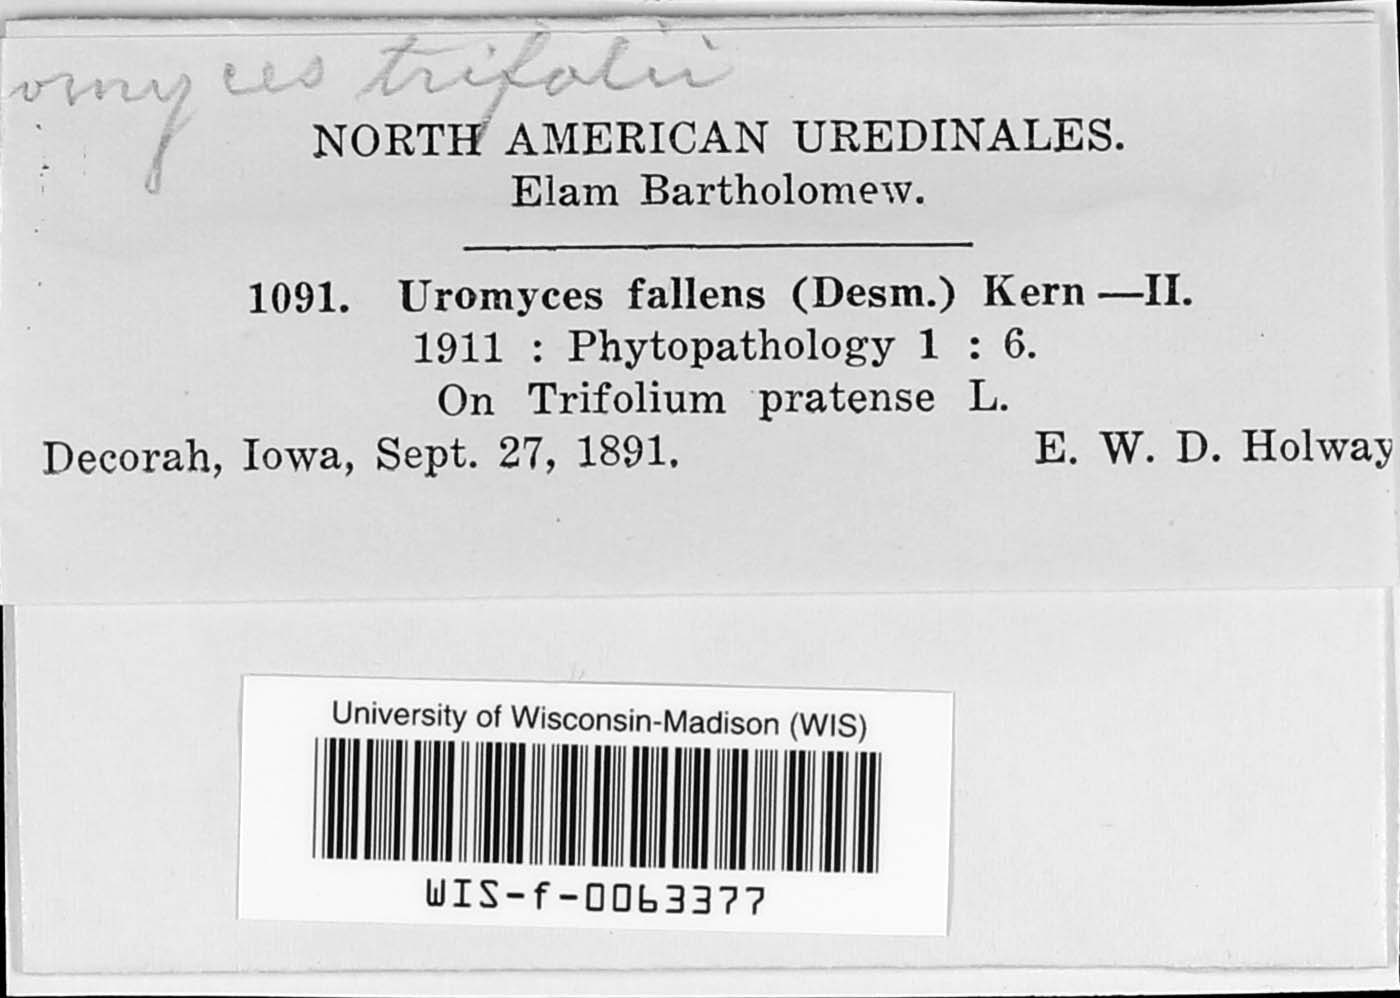 omyces trifolii
NORTH AMERICAN UREDINALES.
Elam Bartholomew.
1091. Uromyces fallens (Desm.) Kern —II.
1911 : Phytopathology 1 : 6.
On Trifolium pratense L.
Decorah, Iowa, Sept. 27, 1891. E. W. D. Holway
University of Wisconsin-Madison (WIS)
WIS-f-0063377